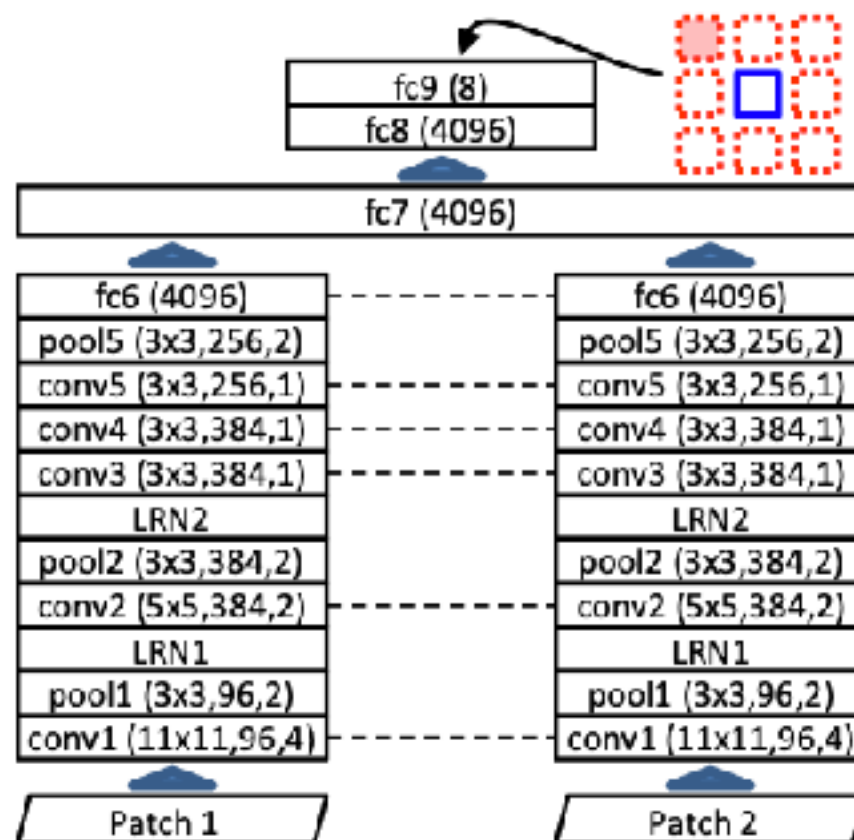 fc9 (8)
fc8 (4096)
fc7 (4096)
fc6 (4096)
pool5 (3x3,256,2)
conv5 (3x3,256,1)
conv4 (3x3,384,1)
conv3 (3x3,384,1)
LRN2
pool2 (3x3,384,2)
conv2 (5x5,384,2)
LRN1
pool1 (3x3,96,2)
conv1 (11x11,96,4)
Patch 1
fc6 (4096)
pool5 (3x3,256,2)
conv5 (3x3,256,1)
conv4 (3x3,384,1)
conv3 (3x3,384,1)
LRN2
pool2 (3x3,384,2)
conv2 (5x5,384,2)
LRN1
pool1 (3x3,96,2)
conv1 (11x11,96,4)
Patch 2